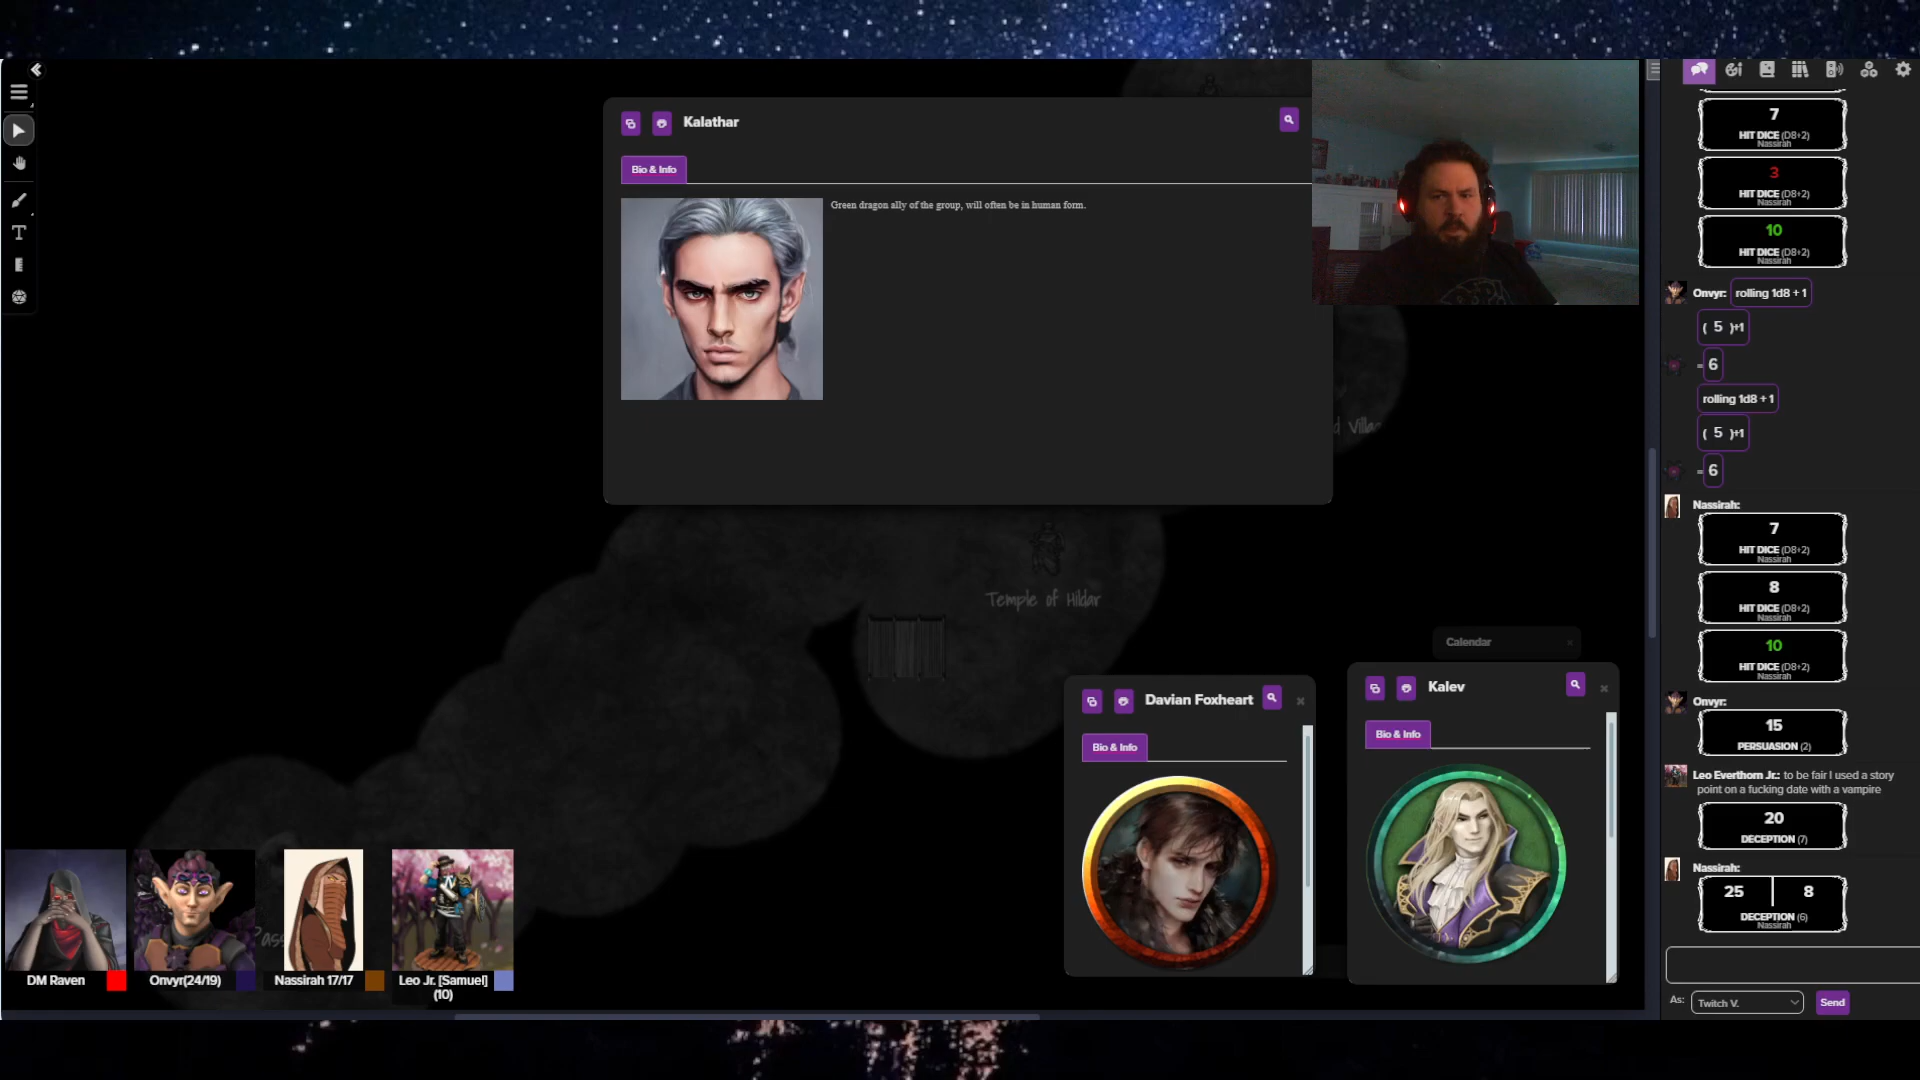 Kalathar
Bio & Info
Green dragon ally of the group, will often be in human form.
d Villa
Temple of Hildar
Calendar
Davian Foxheart
Bio & Info
Kalev
Bio & Info
DM Raven
Onvyr(24/19)
Nassirah 17/17
Leo Jr. [Samuel]
(10)
7
HIT DICE (D8+2)
Nassirah
3
HIT DICE (D8+2)
Nassirah
10
HIT DICE (D8+2)
Nassirah
Onvyr: rolling 1d8 + 1
( 5 )+1
= 6
rolling 1d8 + 1
( 5 )+1
= 6
Nassirah:
7
HIT DICE (D8+2)
Nassirah
8
HIT DICE (D8+2)
Nassirah
10
HIT DICE (D8+2)
Nassirah
Onvyr:
15
PERSUASION (2)
Leo Everthorn Jr.: to be fair I used a story
point on a fucking date with a vampire
20
DECEPTION (7)
Nassirah:
25 8
DECEPTION (6)
Nassirah
As: Twitch V. Send